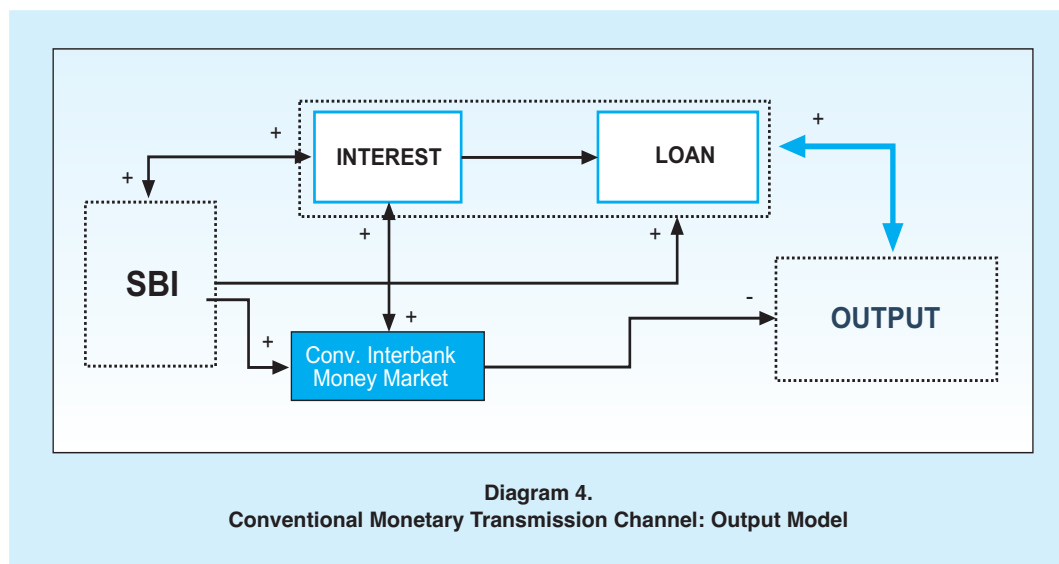 +
INTEREST
LOAN
+
+
SBI
+
+
-
OUTPUT
+
+
Conv. Interbank
Money Market
Diagram 4.
Conventional Monetary Transmission Channel: Output Model